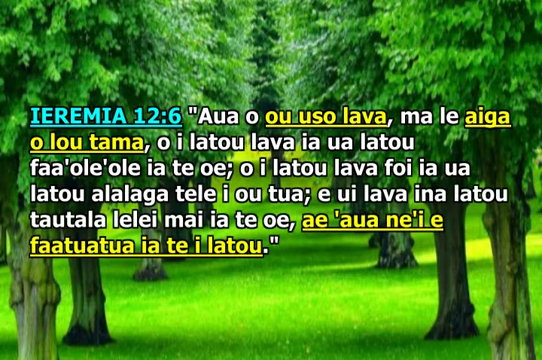 IEREMIA 12:6 "Aua o ou uso lava, ma le aiga
o lou tama, o i latou lava ia ua latou
faa'ole'ole ia te oe; o i latou lava foi ia ua
latou alalaga tele i ou tua; e ui lava ina latou
tautala lelei mai ia te oe, ae 'aua ne'i e
faatuatua ia te i latou."